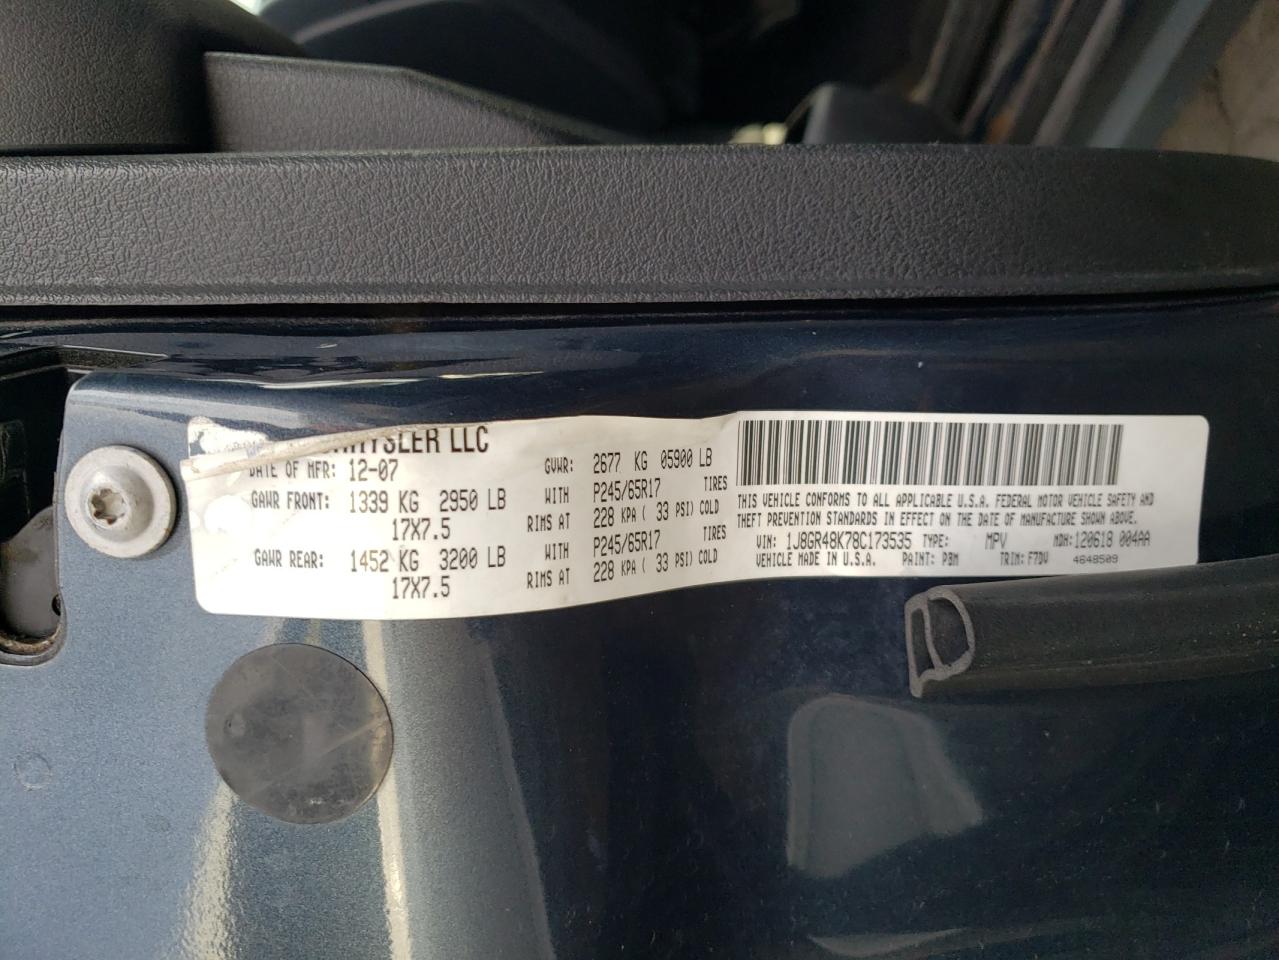 CHRYSLER LLC
DATE OF MFR: 12-07 GVWR: 2677 KG 05900 LB
GAWR FRONT: 1339 KG 2950 LB WITH P245/65R17 TIRES
17X7.5 RIMS AT 228 KPA ( 33 PSI) COLD
GAWR REAR: 1452 KG 3200 LB WITH P245/65R17 TIRES
17X7.5 RIMS AT 228 KPA ( 33 PSI) COLD
THIS VEHICLE CONFORMS TO ALL APPLICABLE U.S.A. FEDERAL MOTOR VEHICLE SAFETY AND
THEFT PREVENTION STANDARDS IN EFFECT ON THE DATE OF MANUFACTURE SHOWN ABOVE.
VIN: 1J8GR48K78C173535 TYPE: MPV MDH: 120618 004AA
VEHICLE MADE IN U.S.A. PAINT: PBM TRIM: F7DV 4648509